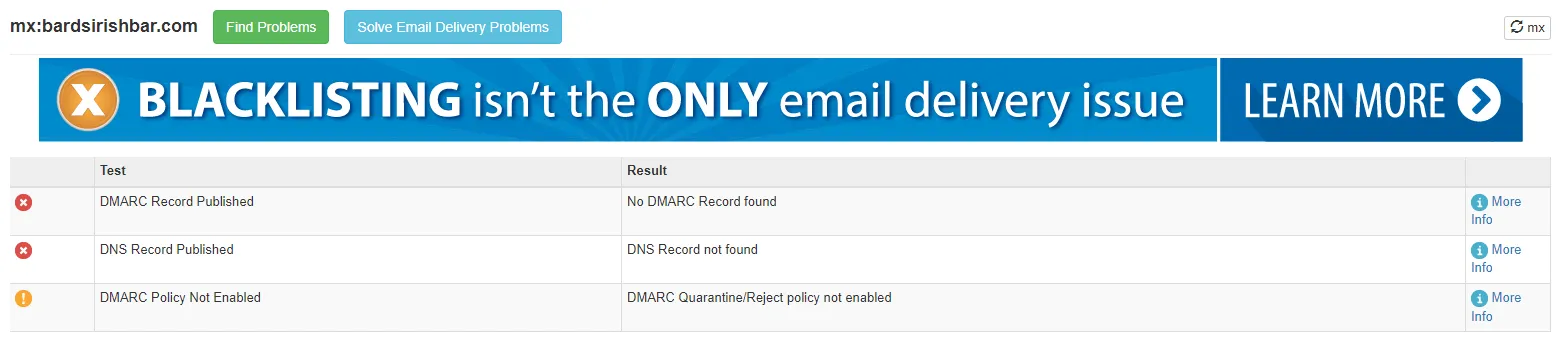 mx:bardsirishbar.com Find Problems Solve Email Delivery Problems mx
X BLACKLISTING isn't the ONLY email delivery issue LEARN MORE
Test Result
DMARC Record Published No DMARC Record found More
Info
DNS Record Published DNS Record not found More
Info
DMARC Policy Not Enabled DMARC Quarantine/Reject policy not enabled More
Info